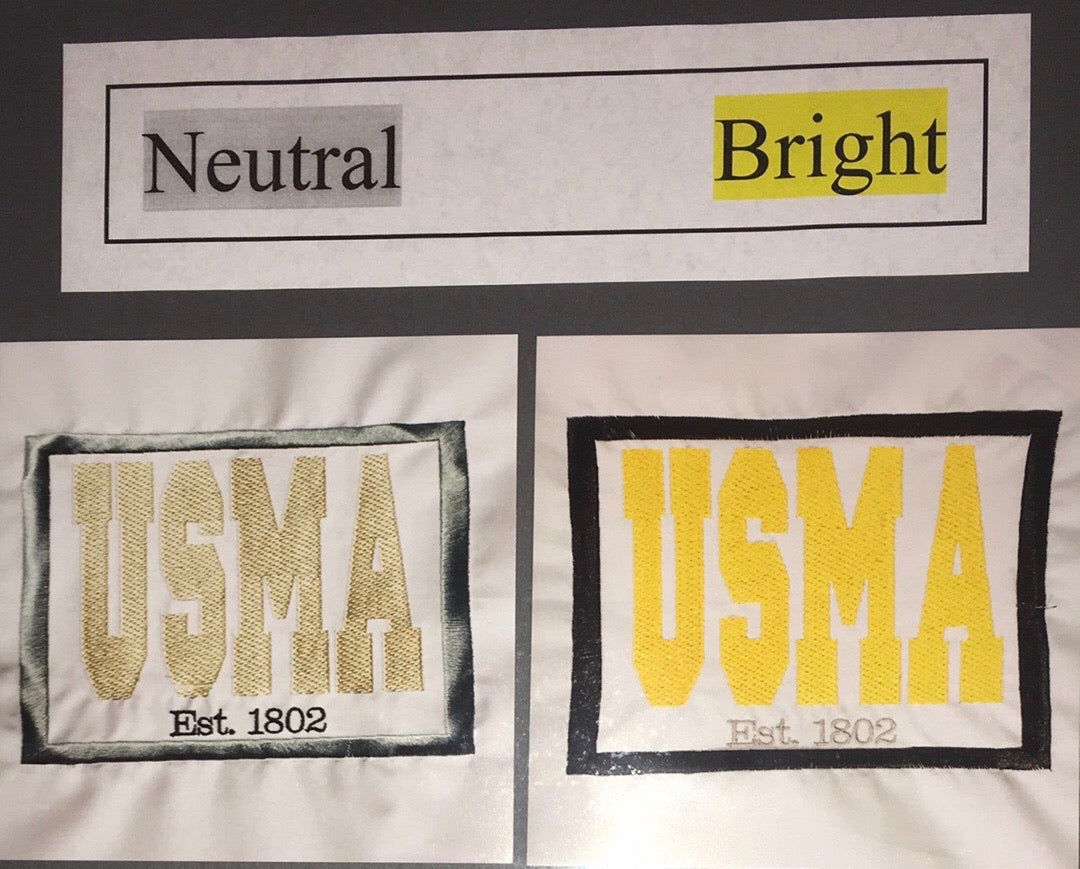 Neutral Bright
USMA
Est. 1802
USMA
Est. 1802